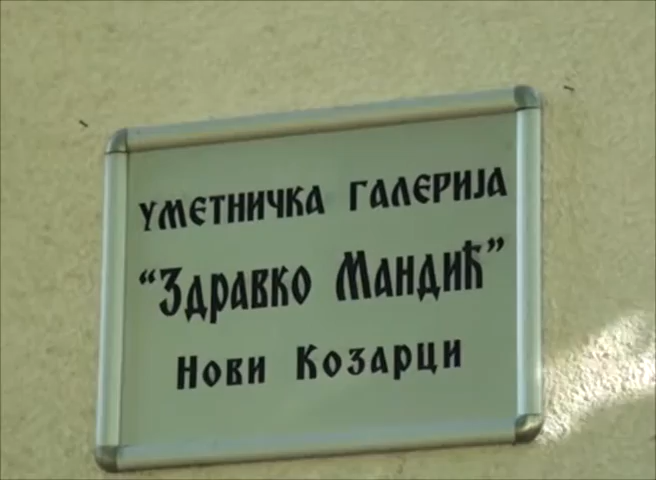 Уметничка галерија
“Здравко Мандић”
Нови Козарци